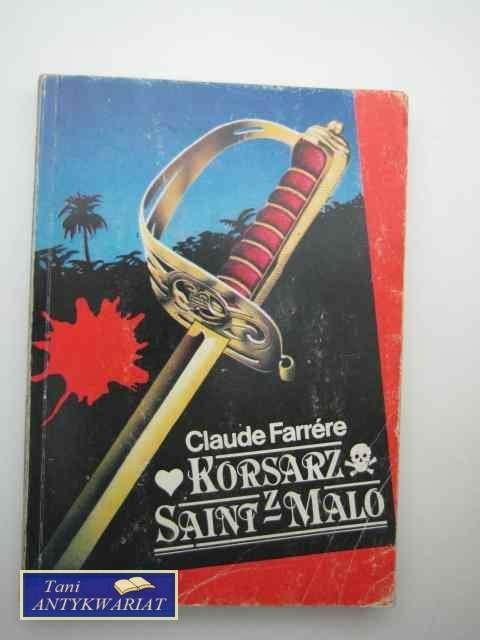 Claude Farrére
KORSARZ
Z
SAINT MALO
Tani
ANTYKWARIAT